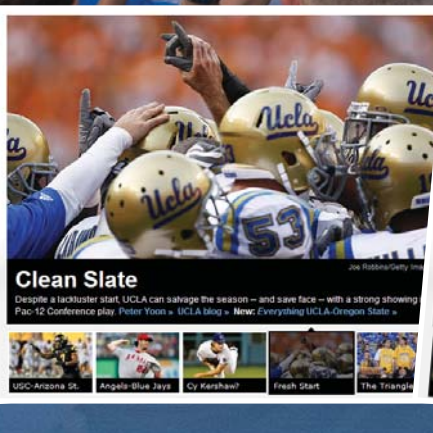 Ucla
Ucla
Ucla
Ucla
Ucla
53
Joe Robbins/Getty
Clean Slate
Despite a lackluster start, UCLA can salvage the season – and save face – with a strong showing
Pac-12 Conference play. Peter Yoon » UCLA blog » New: Everything UCLA-Oregon State »
USC-Arizona St.
Angels-Blue Jays
Cy Kershaw?
Fresh Start
The Triangle